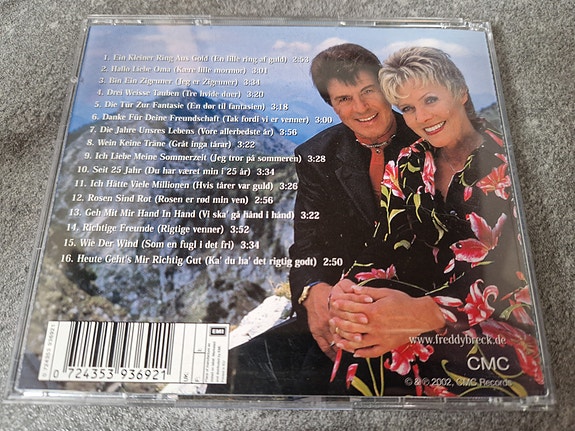 1. Ein Kleiner Ring Aus Gold (En lille ring af guld) 2:53
2. Hallo Liebe Oma (Kære lille mormor) 3:01
3. Bin Ein Zigeuner (Jeg er Zigeuner) 3:34
4. Drei Weisse Tauben (Tre hvide duer) 3:20
5. Die Tür Zur Fantasie (En dør til fantasien) 3:18
6. Danke Für Deine Freundschaft (Tak fordi vi er venner) 3:00
7. Die Jahre Unsres Lebens (Vore allerbedste år) 3:56
8. Wein Keine Träne (Gråt inga tårar) 3:22
9. Ich Liebe Meine Sommerzeit (Jeg tror på sommeren) 3:28
10. Seit 25 Jahr (Du har været min i'25 år) 3:34
11. Ich Hätte Viele Millionen (Hvis tårer var guld) 3:27
12. Rosen Sind Rot (Rosen er rød min ven) 2:56
13. Geh Mit Mir Hand In Hand (Vi ska' gå hånd i hånd) 3:22
14. Richtige Freunde (Rigtige venner) 3:52
15. Wie Der Wind (Som en fugl i det fri) 3:34
16. Heute Geht's Mir Richtig Gut (Ka' du ha' det rigtig godt) 2:50
EMI
UK
F
0 724353 936921
www.freddybreck.de
CMC
© & ℗ 2002, CMC Records